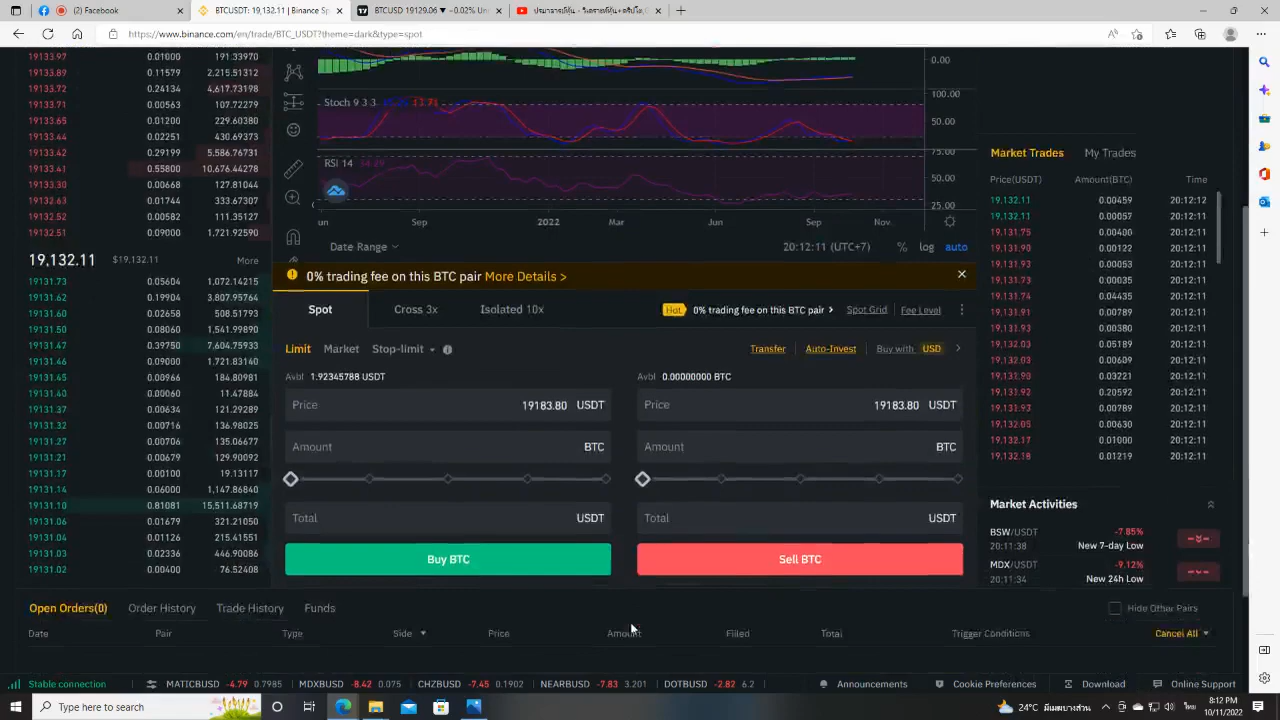 Facebook
BTCUSDT: 19,132.11 | Binance Sp
BTCUSD 19129.06 ▼ −0.02% Un
https://www.binance.com/en/trade/BTC_USDT?theme=dark&type=spot
19133.97 0.01000 191.33970
19133.89 0.11579 2,215.51312
19133.72 0.24134 4,617.73198
19133.71 0.00563 107.72279
19133.65 0.01200 229.60380
19133.44 0.02251 430.69373
19133.42 0.29199 5,586.76731
19133.41 0.55800 10,676.44278
19133.30 0.00668 127.81044
19132.63 0.01744 333.67307
19132.52 0.00582 111.35127
19132.51 0.09000 1,721.92590
19,132.11 $19,132.11 More
19131.73 0.05604 1,072.14215
19131.62 0.19904 3,807.95764
19131.60 0.02658 508.51793
19131.50 0.08060 1,541.99890
19131.47 0.39750 7,604.75933
19131.46 0.09000 1,721.83140
19131.45 0.00966 184.80981
19131.40 0.00060 11.47884
19131.37 0.00634 121.29289
19131.32 0.00716 136.98025
19131.27 0.00706 135.06677
19131.21 0.00679 129.90092
19131.17 0.00100 19.13117
19131.14 0.06000 1,147.86840
19131.10 0.81081 15,511.68719
19131.06 0.01679 321.21050
19131.04 0.01126 215.41551
19131.03 0.02336 446.90086
19131.02 0.00400 76.52408
0.00
Stoch 9 3 3 13.71
100.00
50.00
75.00
RSI 14 34.29
50.00
25.00
un Sep 2022 Mar Jun Sep Nov
Date Range 20:12:11 (UTC+7) % log auto
0% trading fee on this BTC pair More Details >
Spot Cross 3x Isolated 10x Hot 0% trading fee on this BTC pair Spot Grid Fee Level
Limit Market Stop-limit Transfer Auto-Invest Buy with USD
Avbl 1.92345788 USDT
Price 19183.80 USDT
Amount BTC
Total USDT
Buy BTC
Avbl 0.00000000 BTC
Price 19183.80 USDT
Amount BTC
Total USDT
Sell BTC
Market Trades My Trades
Price(USDT) Amount(BTC) Time
19,132.11 0.00459 20:12:12
19,132.11 0.00057 20:12:11
19,131.75 0.00400 20:12:11
19,131.90 0.00122 20:12:11
19,131.93 0.00053 20:12:11
19,131.73 0.00035 20:12:11
19,131.74 0.04435 20:12:11
19,131.91 0.00789 20:12:11
19,131.93 0.00380 20:12:11
19,132.03 0.05189 20:12:11
19,132.03 0.00609 20:12:11
19,131.90 0.03221 20:12:11
19,131.92 0.20592 20:12:11
19,131.93 0.00789 20:12:11
19,132.05 0.00630 20:12:11
19,132.17 0.01000 20:12:11
19,132.18 0.01219 20:12:11
Market Activities
BSW/USDT -7.85%
20:11:38 New 7-day Low
MDX/USDT -9.12%
20:11:34 New 24h Low
Open Orders(0) Order History Trade History Funds Hide Other Pairs
Date Pair Type Side Price Amount Filled Total Trigger Conditions Cancel All
Stable connection MATICBUSD -4.79 0.7985 MDXBUSD -8.42 0.075 CHZBUSD -7.45 0.1902 NEARBUSD -7.83 3.201 DOTBUSD -2.82 6.2 Announcements Cookie Preferences Download Online Support
Type here to search
24°C
8:12 PM
10/11/2022